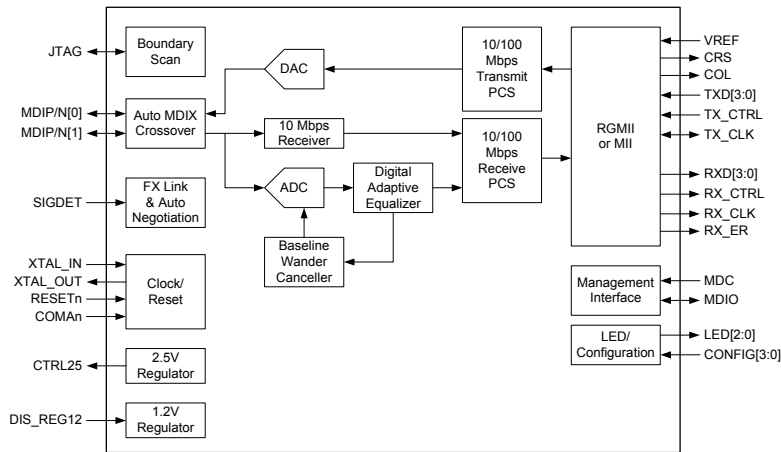 JTAG
Boundary
Scan
MDIP/N[0]
MDIP/N[1]
Auto MDIX
Crossover
DAC
10/100
Mbps
Transmit
PCS
10 Mbps
Receiver
10/100
Mbps
Receive
PCS
ADC
Digital
Adaptive
Equalizer
Baseline
Wander
Canceller
SIGDET
FX Link
& Auto
Negotiation
XTAL_IN
XTAL_OUT
RESETn
COMAn
Clock/
Reset
CTRL25
2.5V
Regulator
DIS_REG12
1.2V
Regulator
RGMII
or MII
VREF
CRS
COL
TXD[3:0]
TX_CTRL
TX_CLK
RXD[3:0]
RX_CTRL
RX_CLK
RX_ER
Management
Interface
MDC
MDIO
LED/
Configuration
LED[2:0]
CONFIG[3:0]